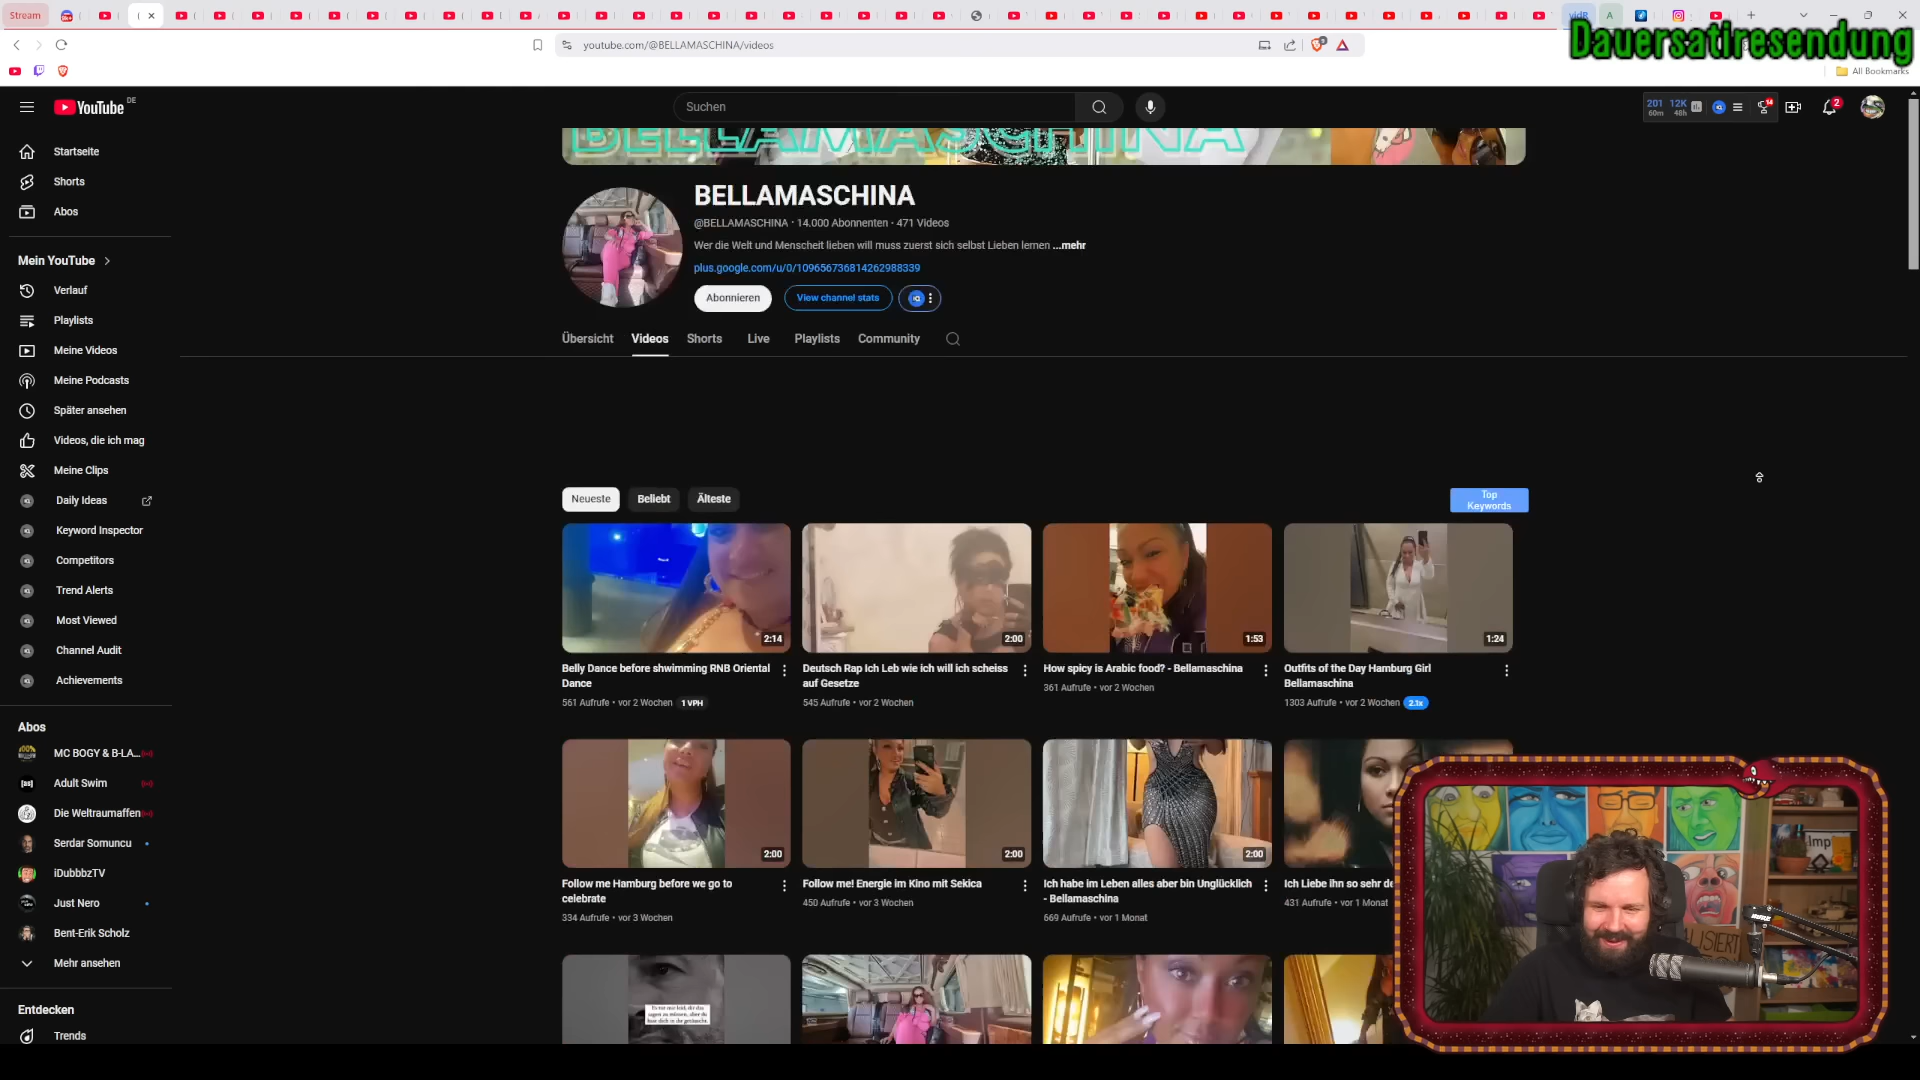 Stream
youtube.com/@BELLAMASCHINA/videos
Dauersatiresendung
All Bookmarks
YouTube DE
Suchen
201 12K
60m 48h
14
2
BELLAMASCHINA
Startseite
Shorts
Abos
Mein YouTube
Verlauf
Playlists
Meine Videos
Meine Podcasts
Später ansehen
Videos, die ich mag
Meine Clips
Daily Ideas
Keyword Inspector
Competitors
Trend Alerts
Most Viewed
Channel Audit
Achievements
Abos
MC BOGY & B-LA...
Adult Swim
Die Weltraumaffen
Serdar Somuncu
iDubbbzTV
Just Nero
Bent-Erik Scholz
Mehr ansehen
Entdecken
Trends
BELLAMASCHINA
@BELLAMASCHINA • 14.000 Abonnenten • 471 Videos
Wer die Welt und Menscheit lieben will muss zuerst sich selbst Lieben lernen ...mehr
plus.google.com/u/0/109656736814262988339
Abonnieren
View channel stats
Übersicht
Videos
Shorts
Live
Playlists
Community
Neueste
Beliebt
Älteste
Top
Keywords
2:14
2:00
1:53
1:24
Belly Dance before shwimming RNB Oriental
Dance
561 Aufrufe • vor 2 Wochen 1 VPH
Deutsch Rap Ich Leb wie ich will ich scheiss
auf Gesetze
545 Aufrufe • vor 2 Wochen
How spicy is Arabic food? - Bellamaschina
361 Aufrufe • vor 2 Wochen
Outfits of the Day Hamburg Girl
Bellamaschina
1303 Aufrufe • vor 2 Wochen 2.1x
2:00
2:00
2:00
Follow me Hamburg before we go to
celebrate
334 Aufrufe • vor 3 Wochen
Follow me! Energie im Kino mit Sekica
450 Aufrufe • vor 3 Wochen
Ich habe im Leben alles aber bin Unglücklich
- Bellamaschina
669 Aufrufe • vor 1 Monat
Ich Liebe ihn so sehr de
431 Aufrufe • vor 1 Monat